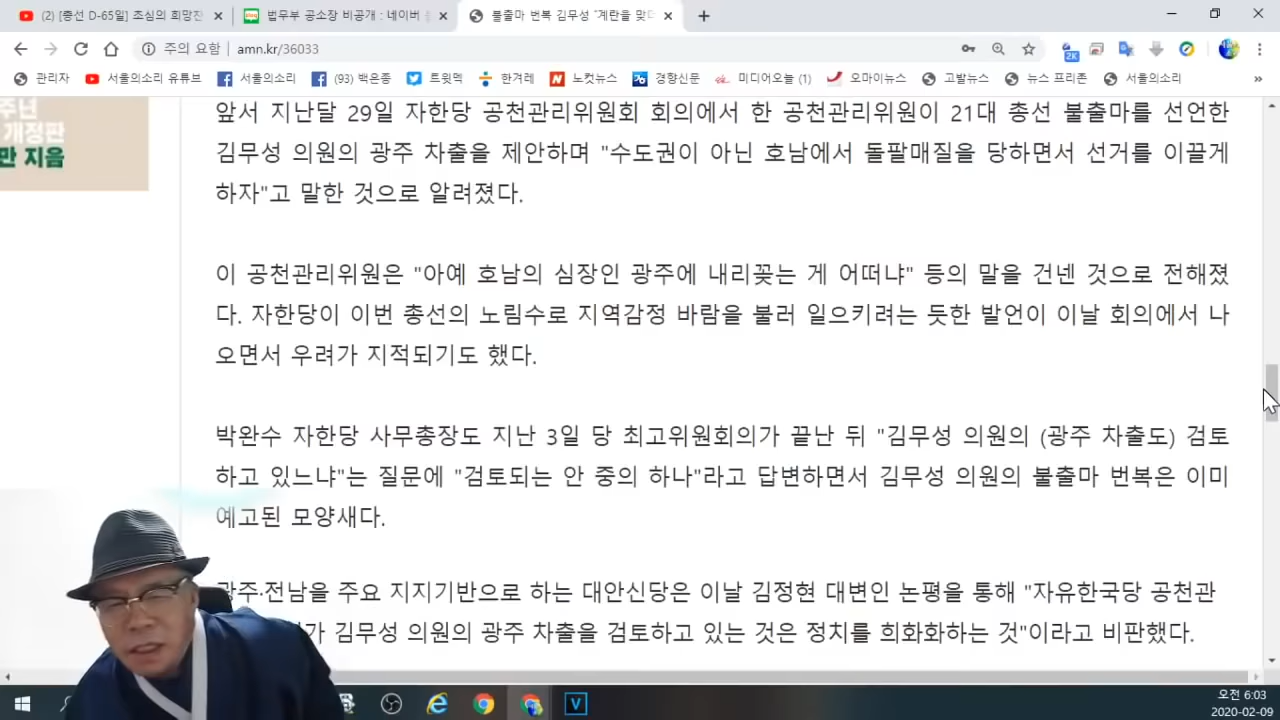 (2) [총선 D-65일] 조심의 희망잔
법무부 공소장 비공개 : 네이버
불출마 번복 김무성 "계란을 맞
주의 요함 | amn.kr/36033
2K
관리자 서울의소리 유튜브 서울의소리 (93) 백은종 트윗덱 한겨레 노컷뉴스 경향신문 미디어오늘 (1) 오마이뉴스 고발뉴스 뉴스 프리존 서울의소리 »
주년
개정판
만 지음
앞서 지난달 29일 자한당 공천관리위원회 회의에서 한 공천관리위원이 21대 총선 불출마를 선언한
김무성 의원의 광주 차출을 제안하며 "수도권이 아닌 호남에서 돌팔매질을 당하면서 선거를 이끌게
하자"고 말한 것으로 알려졌다.
이 공천관리위원은 "아예 호남의 심장인 광주에 내리꽂는 게 어떠냐" 등의 말을 건넨 것으로 전해졌
다. 자한당이 이번 총선의 노림수로 지역감정 바람을 불러 일으키려는 듯한 발언이 이날 회의에서 나
오면서 우려가 지적되기도 했다.
박완수 자한당 사무총장도 지난 3일 당 최고위원회의가 끝난 뒤 "김무성 의원의 (광주 차출도) 검토
하고 있느냐"는 질문에 "검토되는 안 중의 하나"라고 답변하면서 김무성 의원의 불출마 번복은 이미
예고된 모양새다.
광주·전남을 주요 지지기반으로 하는 대안신당은 이날 김정현 대변인 논평을 통해 "자유한국당 공천관
가 김무성 의원의 광주 차출을 검토하고 있는 것은 정치를 희화화하는 것"이라고 비판했다.
V
오전 6:03
2020-02-09